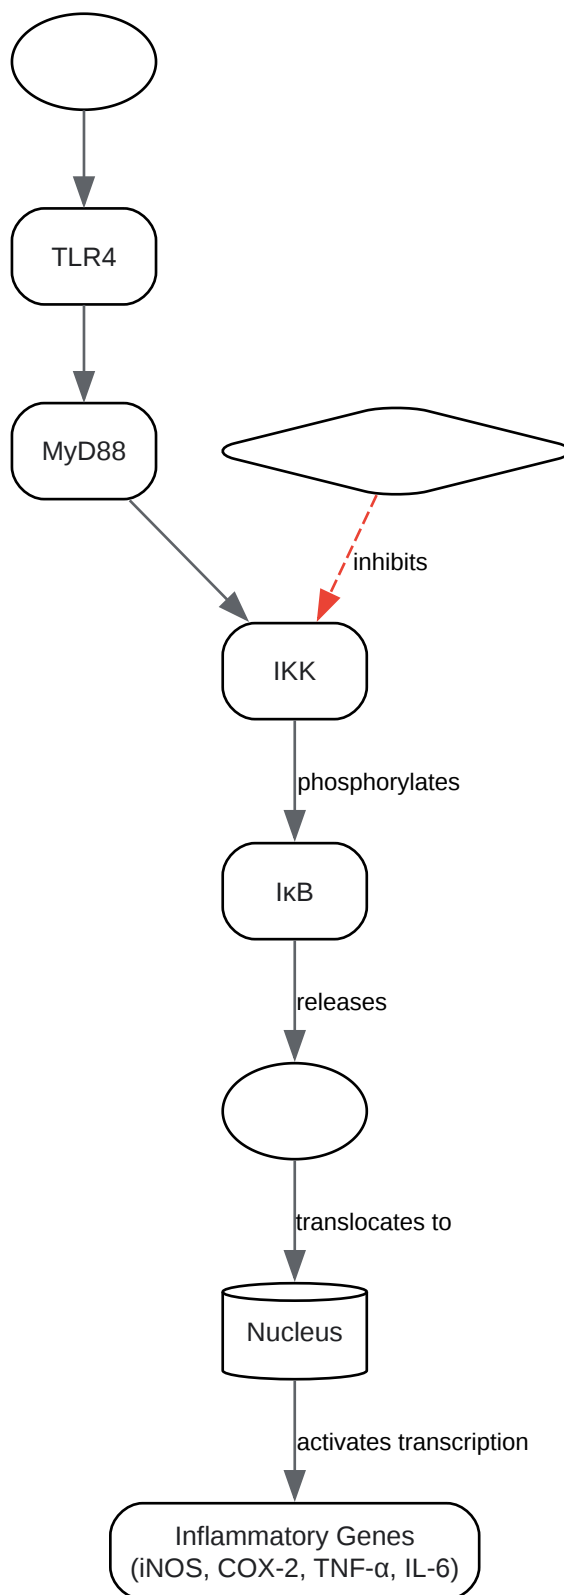 TLR4
MyD88
inhibits
IKK
phosphorylates
IκB
releases
translocates to
Nucleus
activates transcription
Inflammatory Genes
(iNOS, COX-2, TNF-α, IL-6)